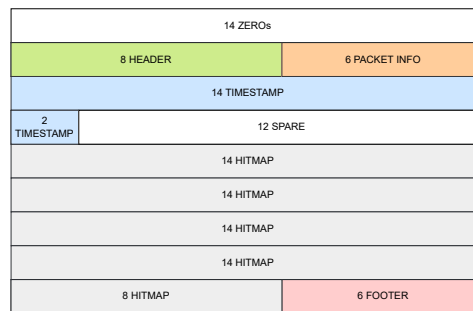 14 ZEROs
8 HEADER 6 PACKET INFO
14 TIMESTAMP
2
TIMESTAMP
12 SPARE
14 HITMAP
14 HITMAP
14 HITMAP
14 HITMAP
8 HITMAP 6 FOOTER